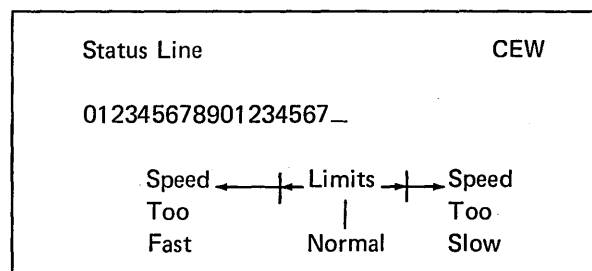 Status Line CEW
012345678901234567_
Speed Limits Speed
Too Too
Fast Normal Slow